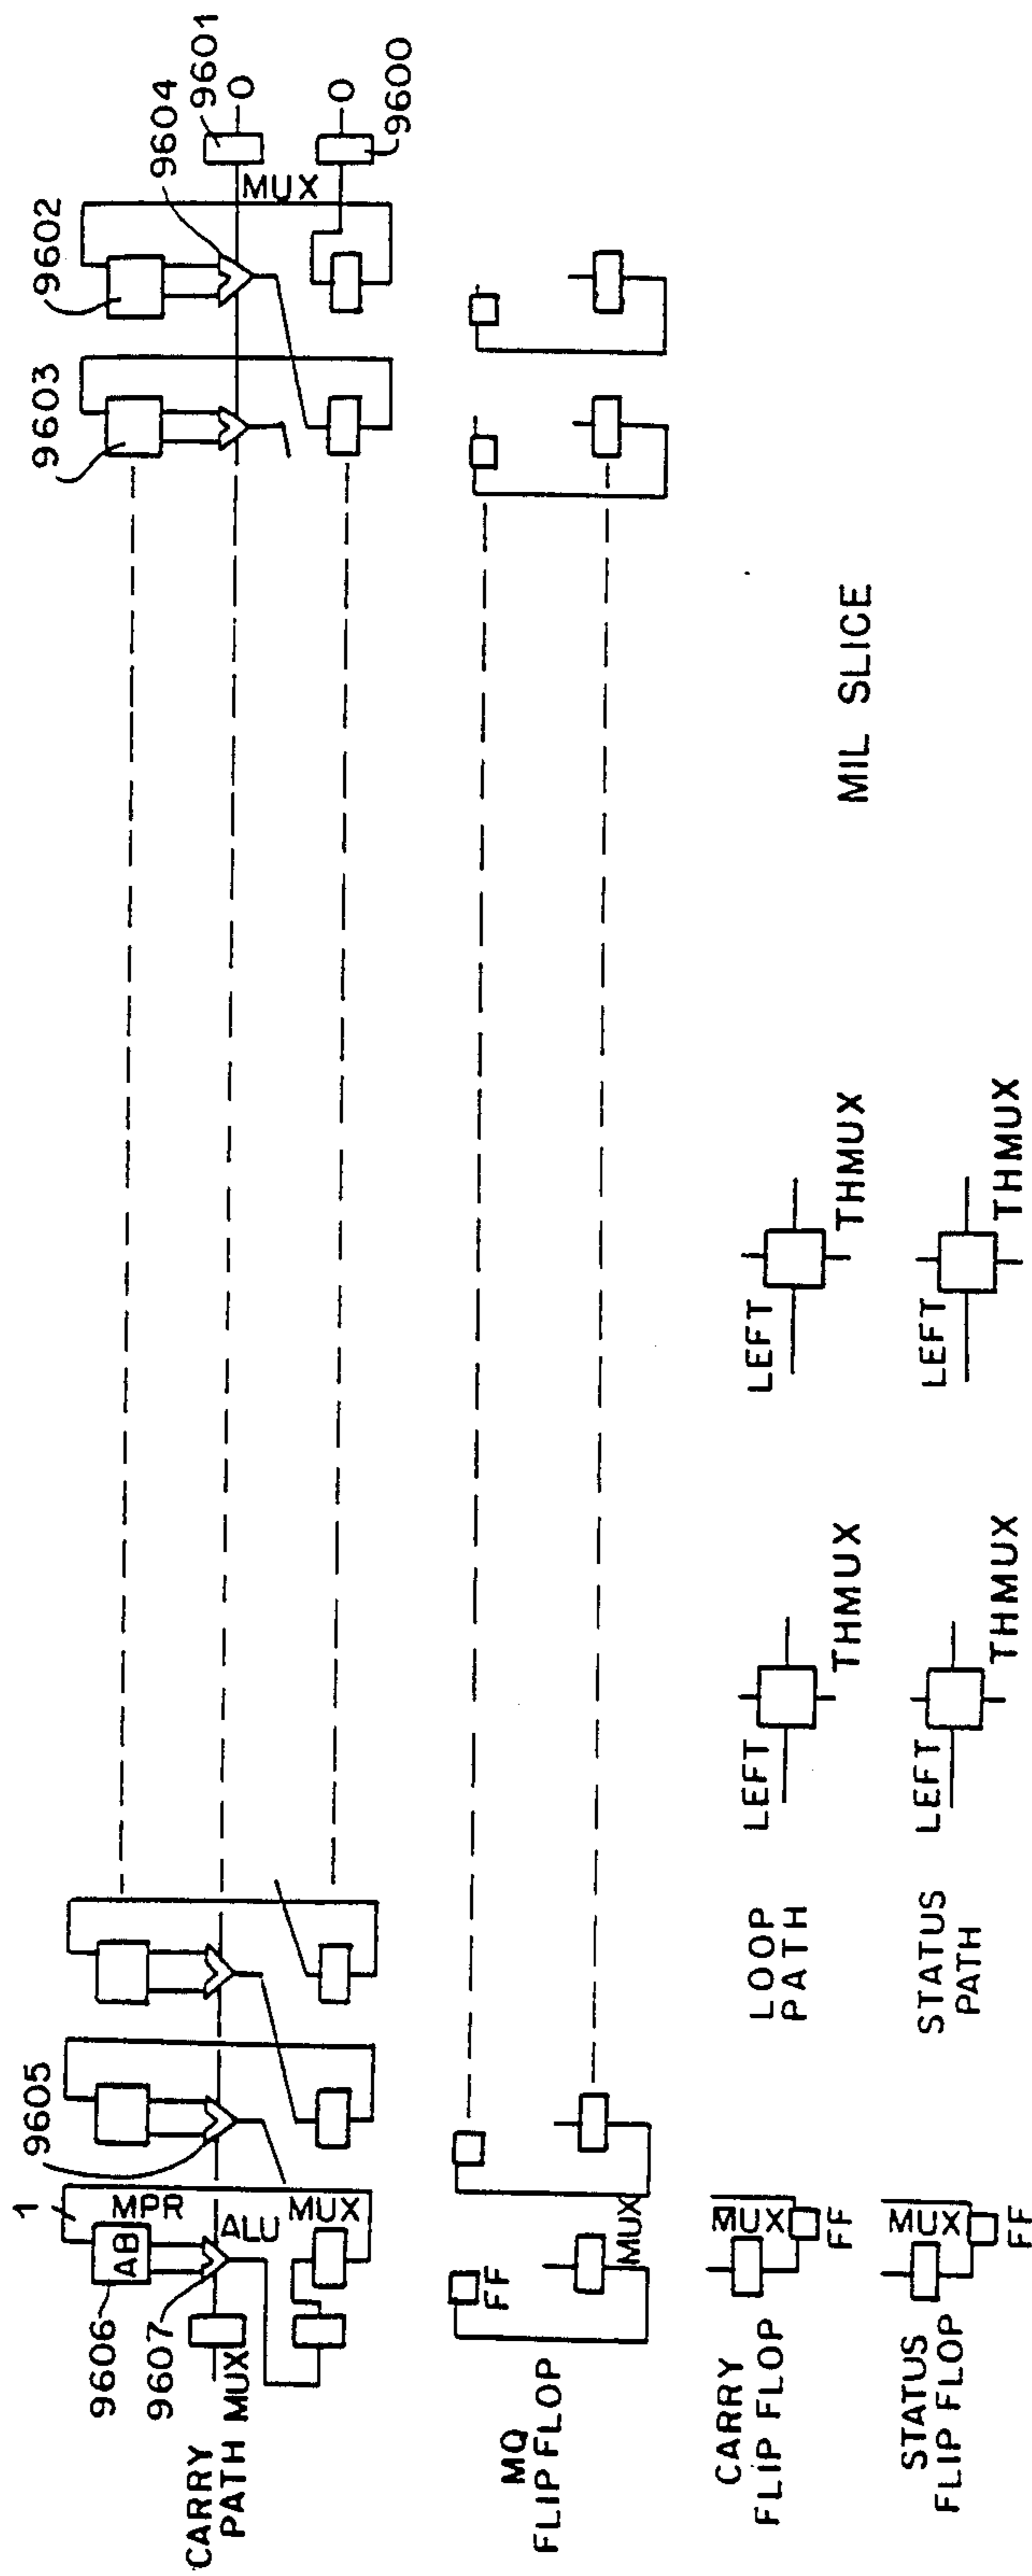 1
MPR
AB
9606
9607
9605
ALU
MUX
CARRY
PATH
MUX
9603
9602
9604
9601
0
MUX
0
9600
MQ
FLIP FLOP
FF
MUX
CARRY
FLIP FLOP
MUX
FF
LOOP
PATH
LEFT
THMUX
LEFT
THMUX
STATUS
FLIP FLOP
MUX
FF
STATUS
PATH
LEFT
THMUX
LEFT
THMUX
MIL SLICE